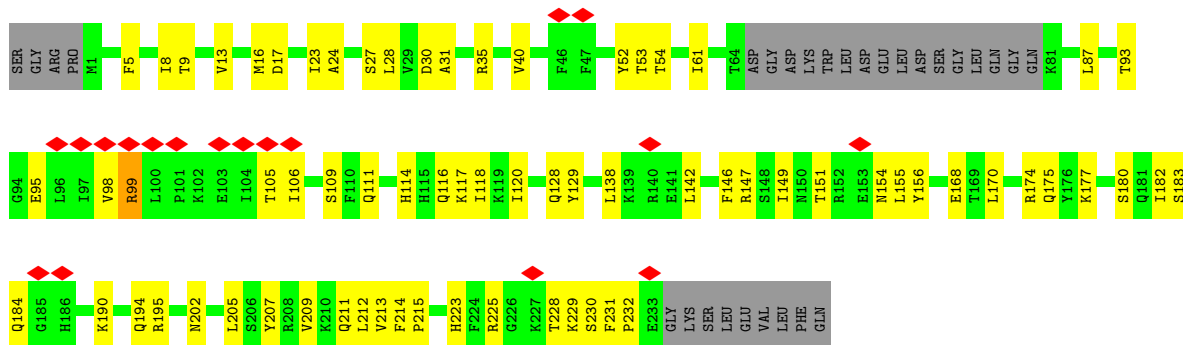 SER GLY ARG PRO M1 F5 I8 T9 V13 M16 D17 I23 A24 S27 L28 V29 D30 A31 R35 V40 F46 F47 Y52 T53 T54 I61 T64 ASP GLY ASP LYS TRP LEU ASP GLU LEU ASP SER GLY LEU GLN GLY GLN K81 L87 T93
G94 E95 L96 I97 V98 R99 L100 P101 K102 E103 I104 T105 I106 S109 F110 Q111 H114 H115 Q116 K117 I118 K119 I120 Q128 Y129 L138 K139 R140 E141 L142 F146 R147 S148 I149 N150 T151 R152 E153 N154 L155 Y156 E168 T169 L170 R174 Q175 Y176 K177 S180 Q181 I182 S183
Q184 G185 H186 K190 Q194 R195 N202 L205 S206 Y207 R208 V209 K210 Q211 L212 V213 F214 P215 H223 F224 R225 G226 K227 T228 K229 S230 F231 P232 E233 GLY LYS SER LEU GLU VAL LEU PHE GLN